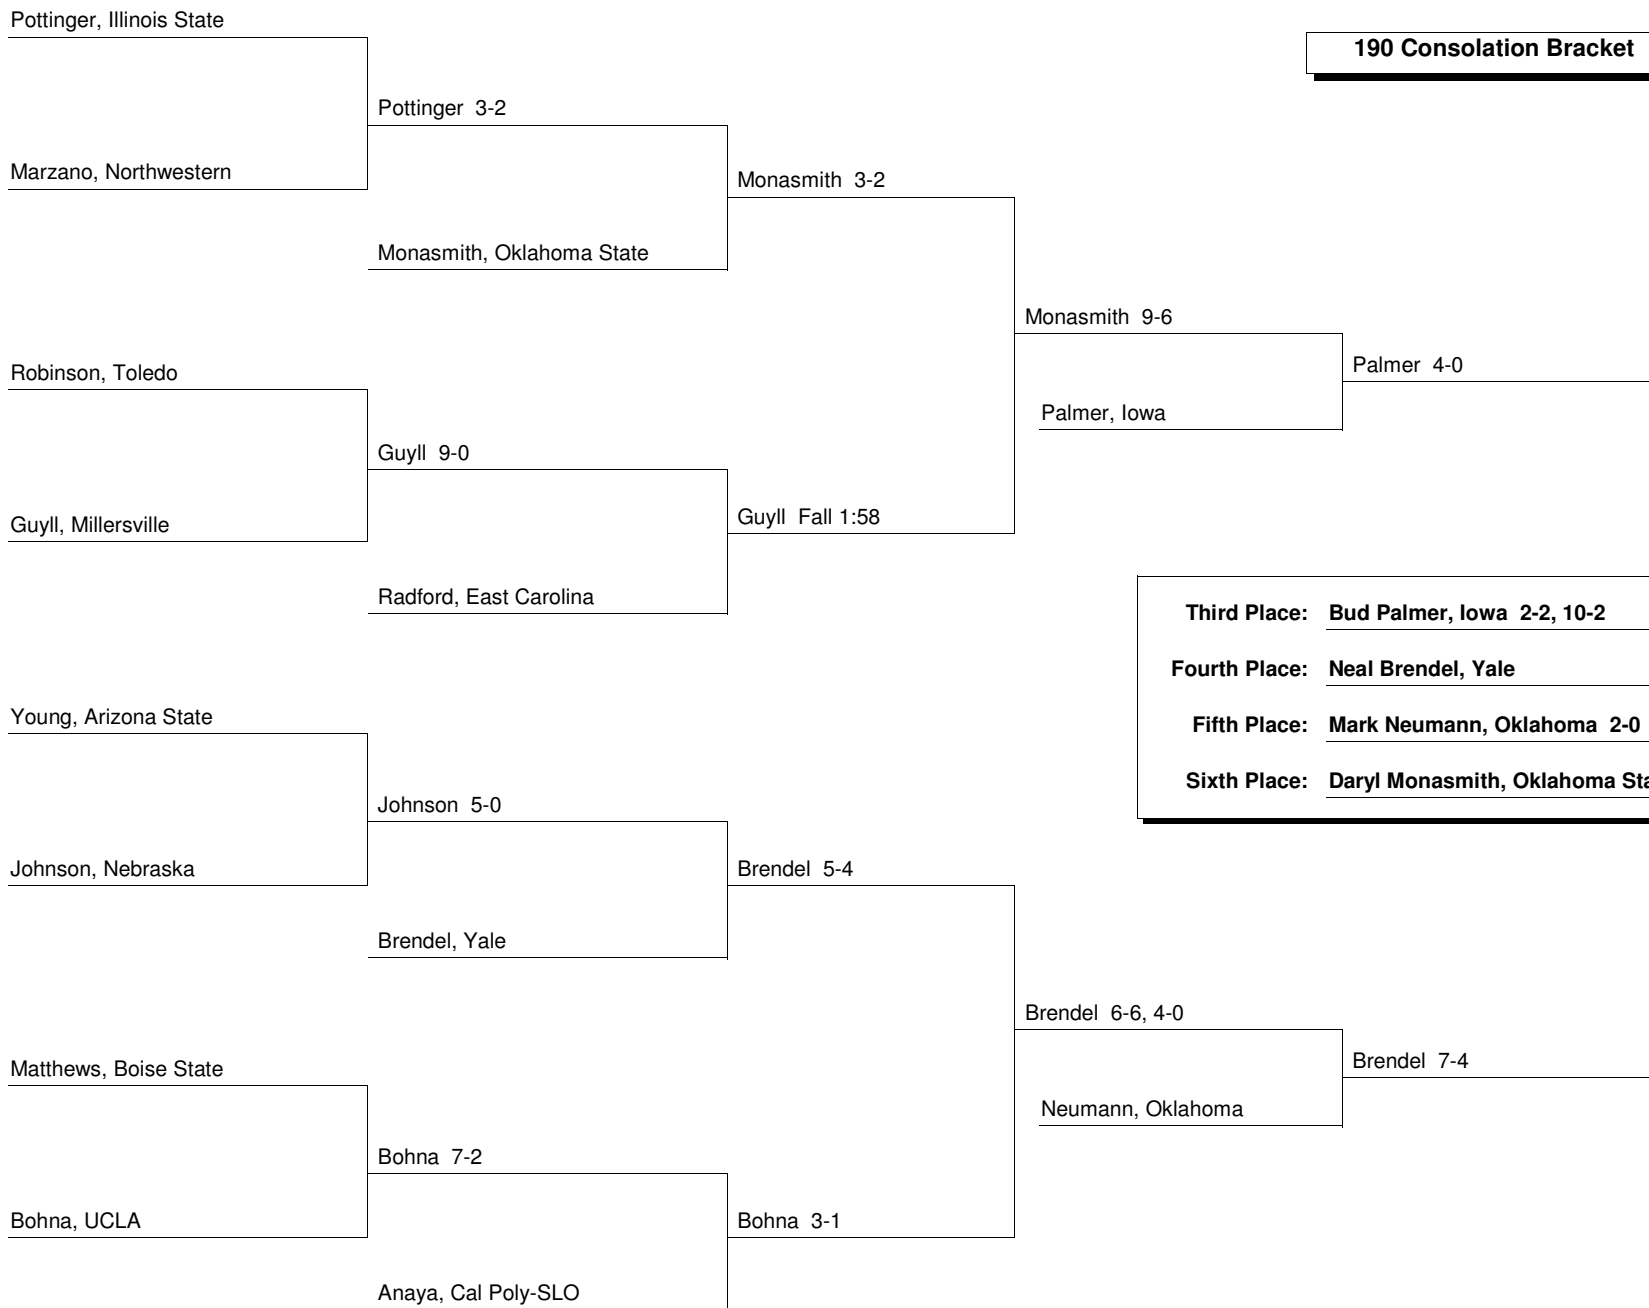 Pottinger, Illinois State
190 Consolation Bracket
Pottinger 3-2
Marzano, Northwestern
Monasmith 3-2
Monasmith, Oklahoma State
Monasmith 9-6
Robinson, Toledo
Palmer 4-0
Palmer, Iowa
Guyll 9-0
Guyll, Millersville
Guyll Fall 1:58
Radford, East Carolina
Third Place: Bud Palmer, Iowa 2-2, 10-2
Fourth Place: Neal Brendel, Yale
Fifth Place: Mark Neumann, Oklahoma 2-0
Sixth Place: Daryl Monasmith, Oklahoma Sta
Young, Arizona State
Johnson 5-0
Johnson, Nebraska
Brendel 5-4
Brendel, Yale
Brendel 6-6, 4-0
Matthews, Boise State
Brendel 7-4
Neumann, Oklahoma
Bohna 7-2
Bohna, UCLA
Bohna 3-1
Anaya, Cal Poly-SLO